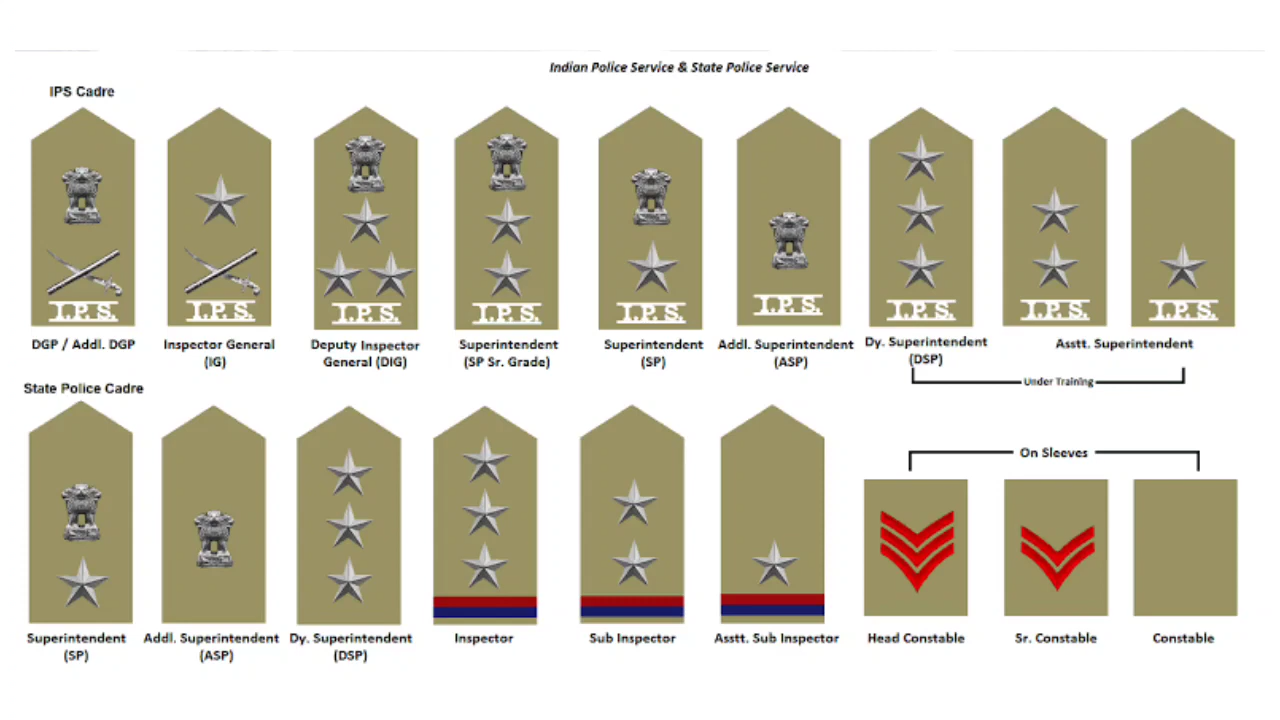 Indian Police Service & State Police Service
IPS Cadre
I.P.S.
I.P.S.
I.P.S.
I.P.S.
I.P.S.
I.P.S.
I.P.S.
I.P.S.
I.P.S.
DGP / Addl. DGP
Inspector General
(IG)
Deputy Inspector
General (DIG)
Superintendent
(SP Sr. Grade)
Superintendent
(SP)
Addl. Superintendent
(ASP)
Dy. Superintendent
(DSP)
Asstt. Superintendent
Under Training
State Police Cadre
On Sleeves
Superintendent
(SP)
Addl. Superintendent
(ASP)
Dy. Superintendent
(DSP)
Inspector
Sub Inspector
Asstt. Sub Inspector
Head Constable
Sr. Constable
Constable